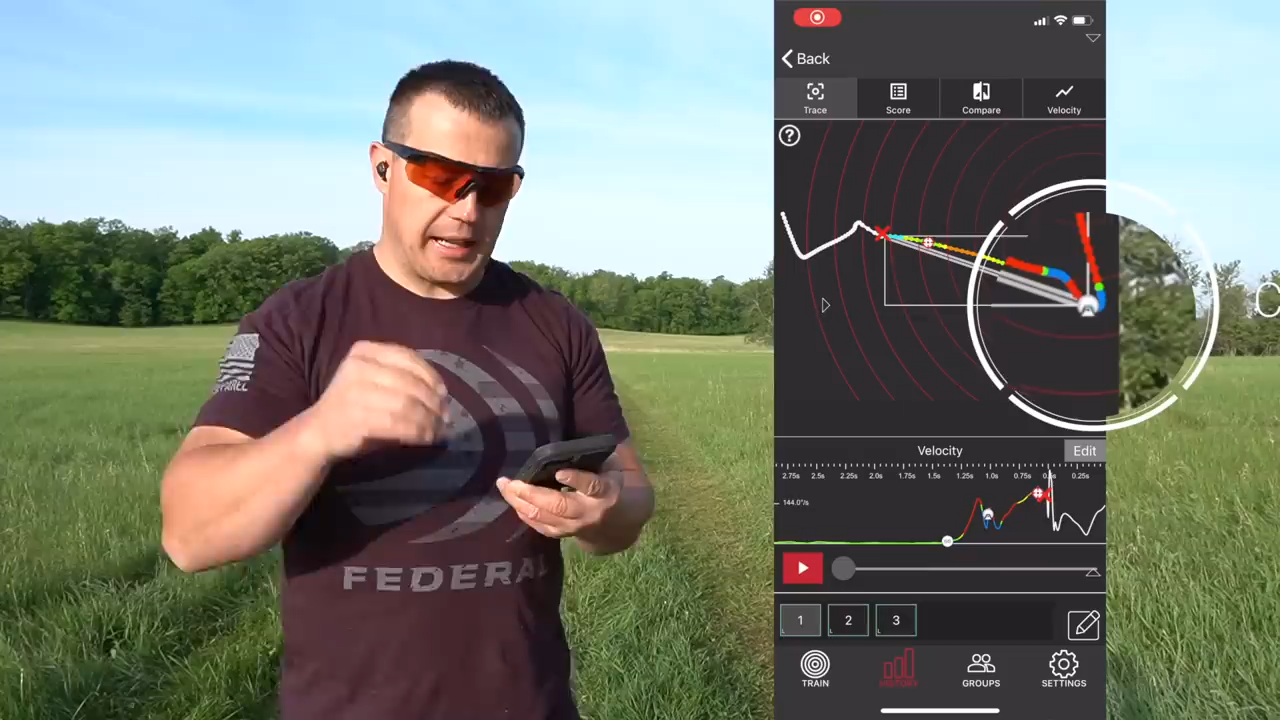 Back
Trace Score Compare Velocity
?
Velocity Edit
2.75s 2.5s 2.25s 2.0s 1.75s 1.5s 1.25s 1.0s 0.75s 0.25s
144.0°/s
1 2 3
L L L
TRAIN HISTORY GROUPS SETTINGS
FEDERAL